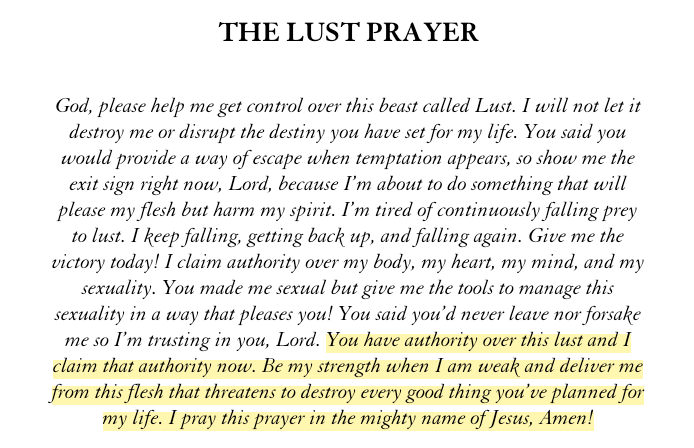 THE LUST PRAYER
God, please help me get control over this beast called Lust. I will not let it
destroy me or disrupt the destiny you have set for my life. You said you
would provide a way of escape when temptation appears, so show me the
exit sign right now, Lord, because I'm about to do something that will
please my flesh but harm my spirit. I'm tired of continuously falling prey
to lust. I keep falling, getting back up, and falling again. Give me the
victory today! I claim authority over my body, my heart, my mind, and my
sexuality. You made me sexual but give me the tools to manage this
sexuality in a way that pleases you! You said you'd never leave nor forsake
me so I'm trusting in you, Lord. You have authority over this lust and I
claim that authority now. Be my strength when I am weak and deliver me
from this flesh that threatens to destroy every good thing you've planned for
my life. I pray this prayer in the mighty name of Jesus, Amen!